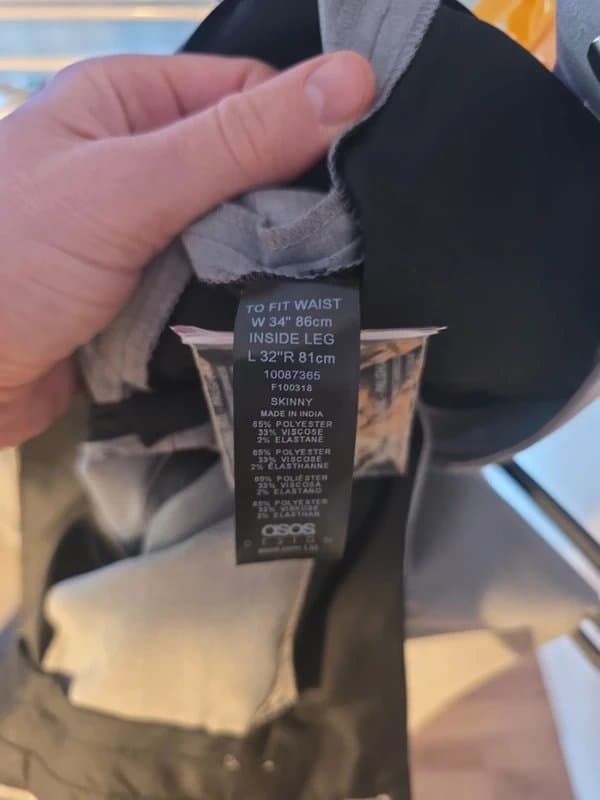 TO FIT WAIST
W 34" 86cm
INSIDE LEG
L 32"R 81cm
10087365
F100318
SKINNY
MADE IN INDIA
65% POLYESTER
33% VISCOSE
2% ELASTANE
65% POLYESTER
33% VISCOSE
2% ÉLASTHANNE
65% POLIÉSTER
33% VISCOSA
2% ELASTANO
65% POLYESTER
33% VISKOSE
2% ELASTHAN
asos
DESIGN